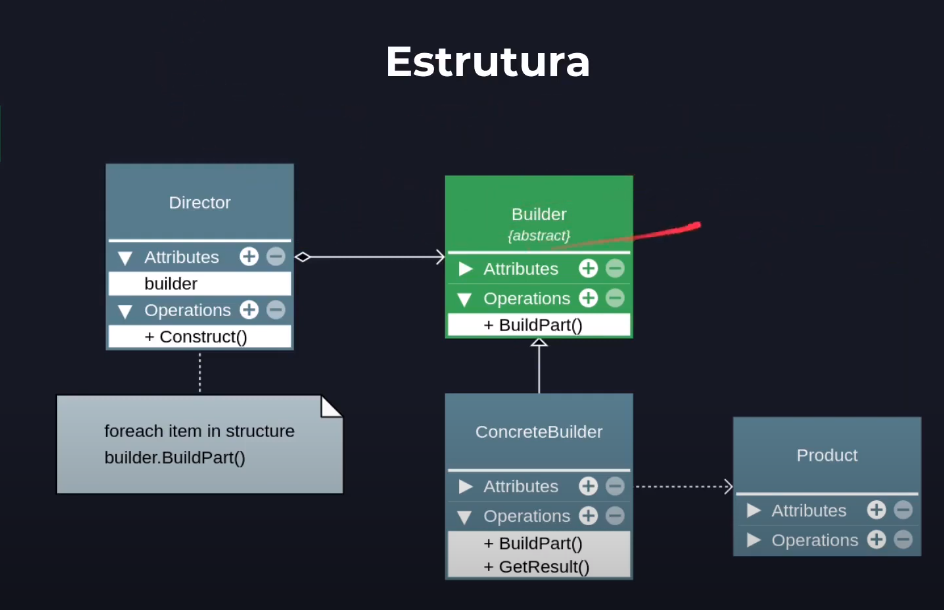 Estrutura
Director
Attributes
builder
Operations
+ Construct()
foreach item in structure
builder.BuildPart()
Builder
{abstract}
Attributes
Operations
+ BuildPart()
ConcreteBuilder
Attributes
Operations
+ BuildPart()
+ GetResult()
Product
Attributes
Operations